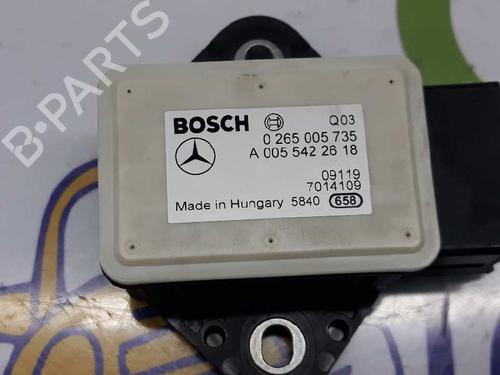 BOSCH Q03
0 265 005 735
A 005 542 26 18
09119
7014109
Made in Hungary 5840 658
B-PARTS